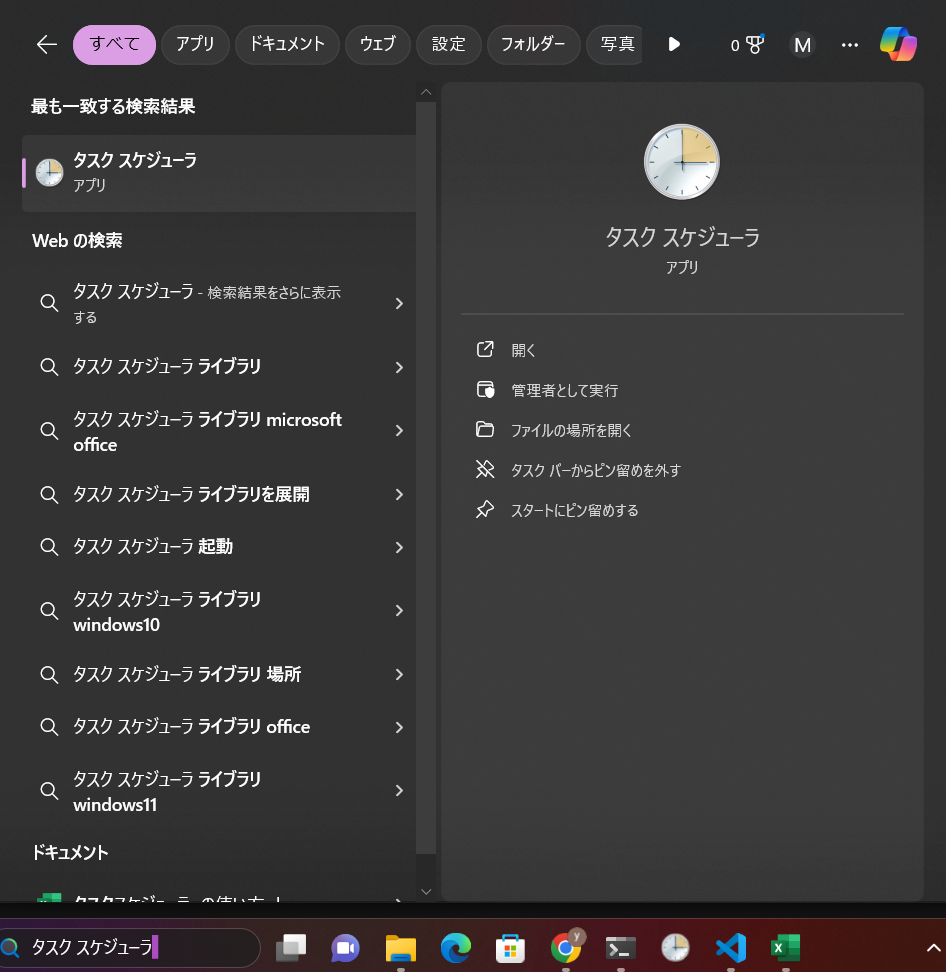 すべて アプリ ドキュメント ウェブ 設定 フォルダー 写真 0 M
最も一致する検索結果
タスク スケジューラ
アプリ
Web の検索
タスク スケジューラ - 検索結果をさらに表示
する
タスク スケジューラ ライブラリ
タスク スケジューラ ライブラリ microsoft
office
タスク スケジューラ ライブラリを展開
タスク スケジューラ 起動
タスク スケジューラ ライブラリ
windows10
タスク スケジューラ ライブラリ 場所
タスク スケジューラ ライブラリ office
タスク スケジューラ ライブラリ
windows11
ドキュメント
タスクスケジューラ の使い方
タスク スケジューラ
アプリ
開く
管理者として実行
ファイルの場所を開く
タスク バーからピン留めを外す
スタートにピン留めする
タスク スケジューラ
y